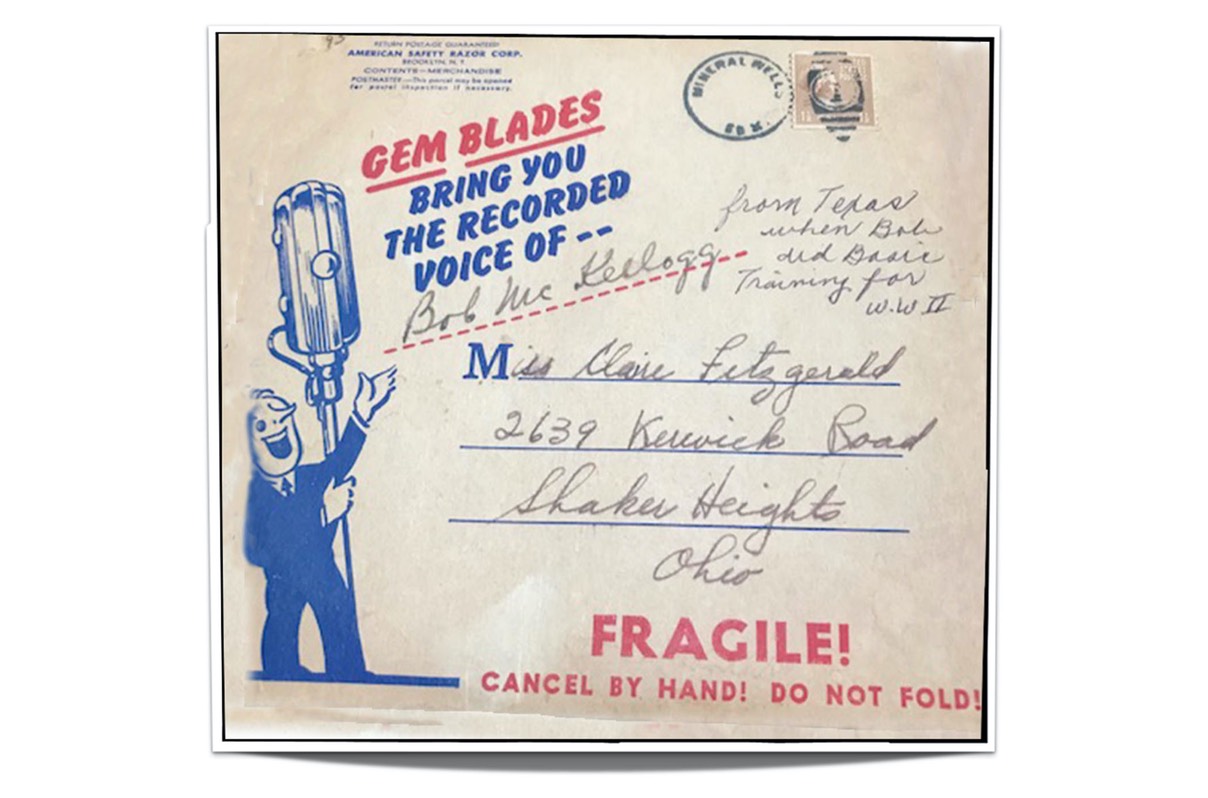 93
RETURN POSTAGE GUARANTEED!
AMERICAN SAFETY RAZOR CORP.
BROOKLYN, N.Y.
CONTENTS—MERCHANDISE
POSTMASTER:—This parcel may be opened
for postal inspection if necessary.
MINERAL WELLS
GEM BLADES
BRING YOU
THE RECORDED
VOICE OF --
Bob Mc Kellogg
from Texas
when Bob
did Basic
Training for
W.W II
Miss Claire Fitzgerald
2639 Kerwick Road
Shaker Heights
Ohio
FRAGILE!
CANCEL BY HAND! DO NOT FOLD!